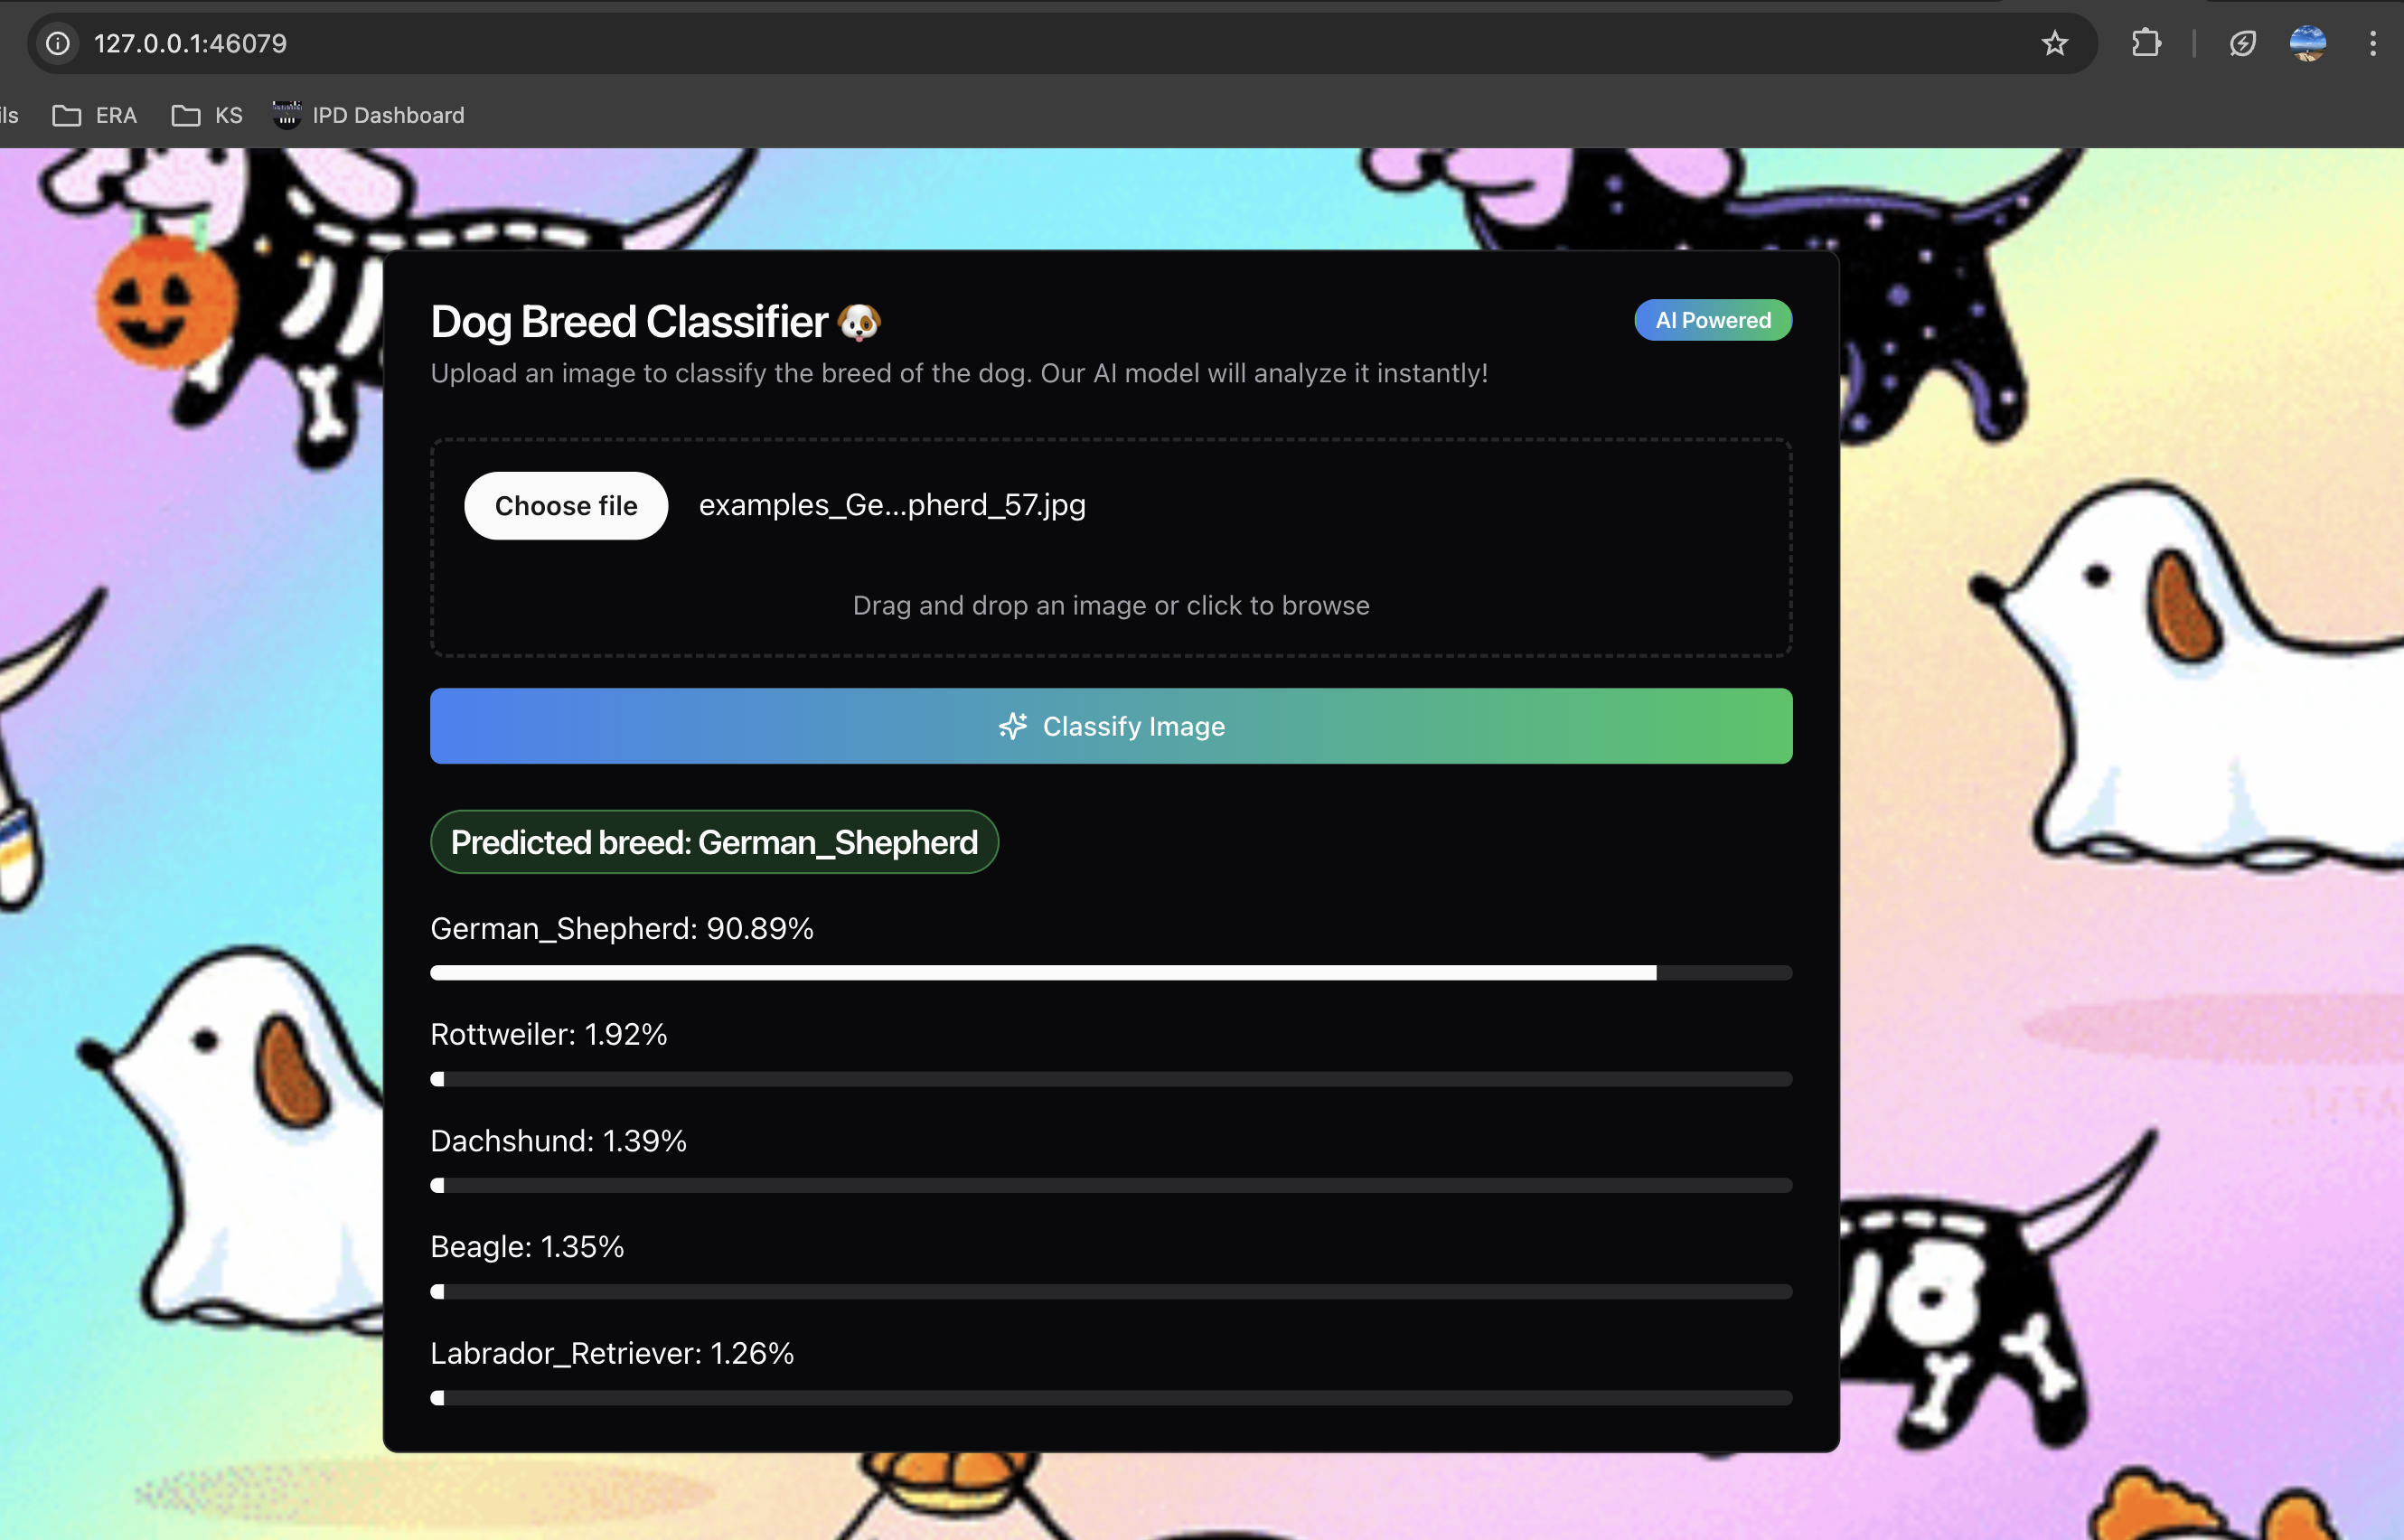 127.0.0.1:46079
ils ERA KS IPD Dashboard
Dog Breed Classifier
AI Powered
Upload an image to classify the breed of the dog. Our AI model will analyze it instantly!
Choose file examples_Ge...pherd_57.jpg
Drag and drop an image or click to browse
Classify Image
Predicted breed: German_Shepherd
German_Shepherd: 90.89%
Rottweiler: 1.92%
Dachshund: 1.39%
Beagle: 1.35%
Labrador_Retriever: 1.26%